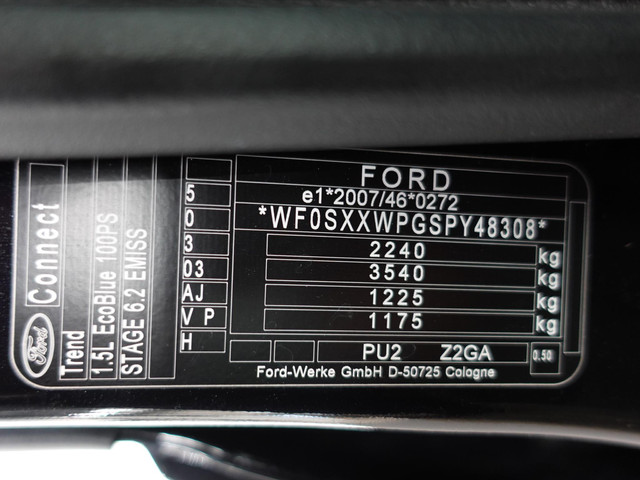 FORD
e1*2007/46*0272
*WF0SXXWPGSPY48308*
2240 kg
3540 kg
1225 kg
1175 kg
PU2 Z2GA 0.50
Ford-Werke GmbH D-50725 Cologne
5
0
3
03
AJ
V P
H
Ford Connect
Trend
1.5L EcoBlue 100PS
STAGE 6.2 EMISS